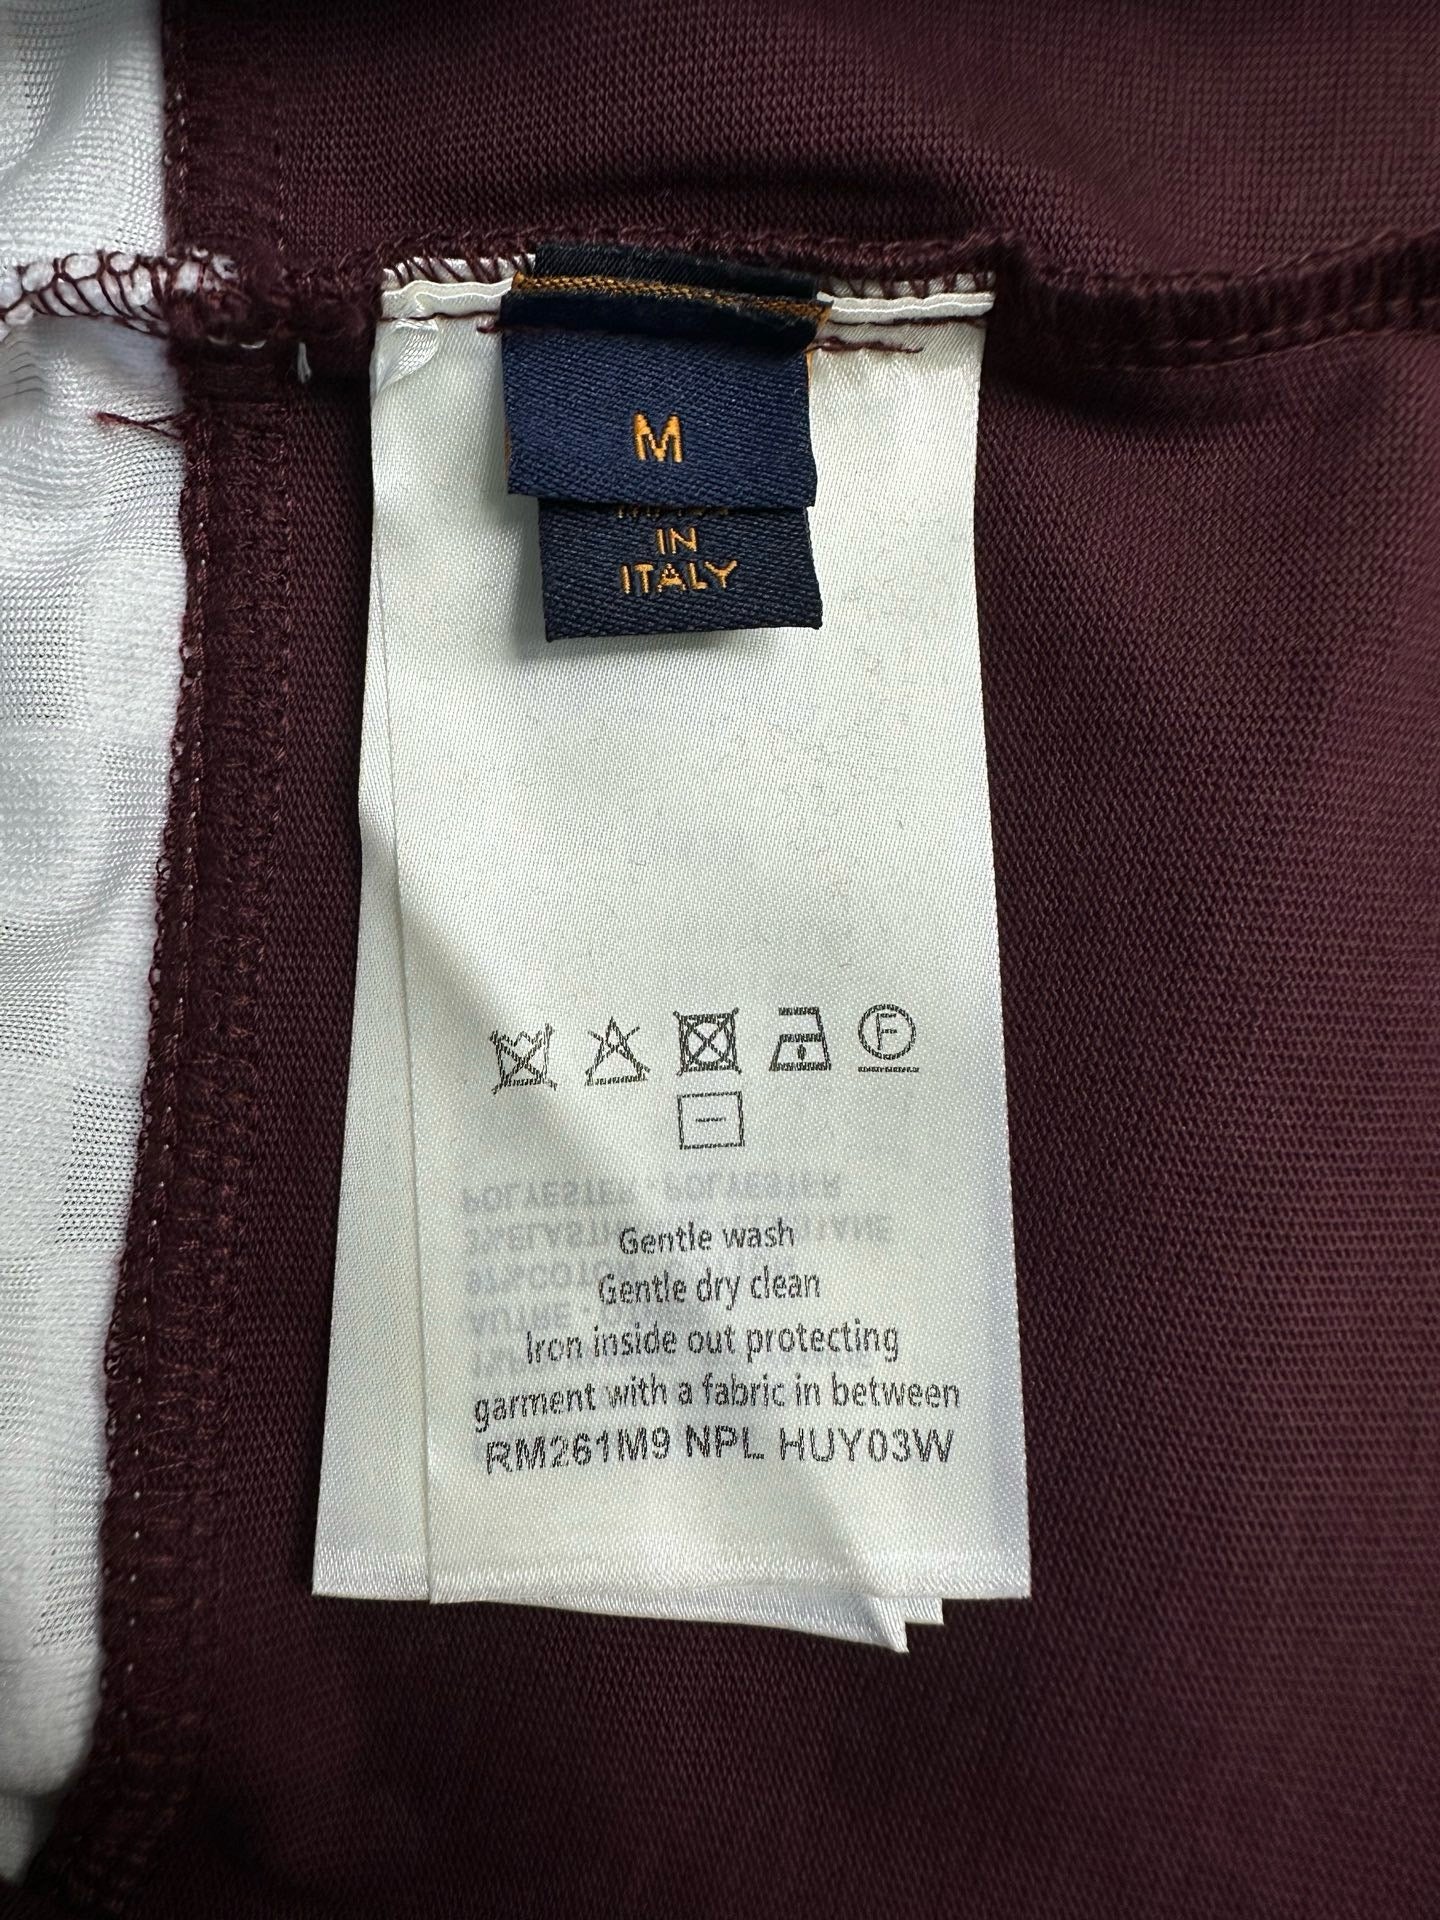 M
IN
ITALY
F
Gentle wash
Gentle dry clean
Iron inside out protecting
garment with a fabric in between
RM261M9 NPL HUY03W